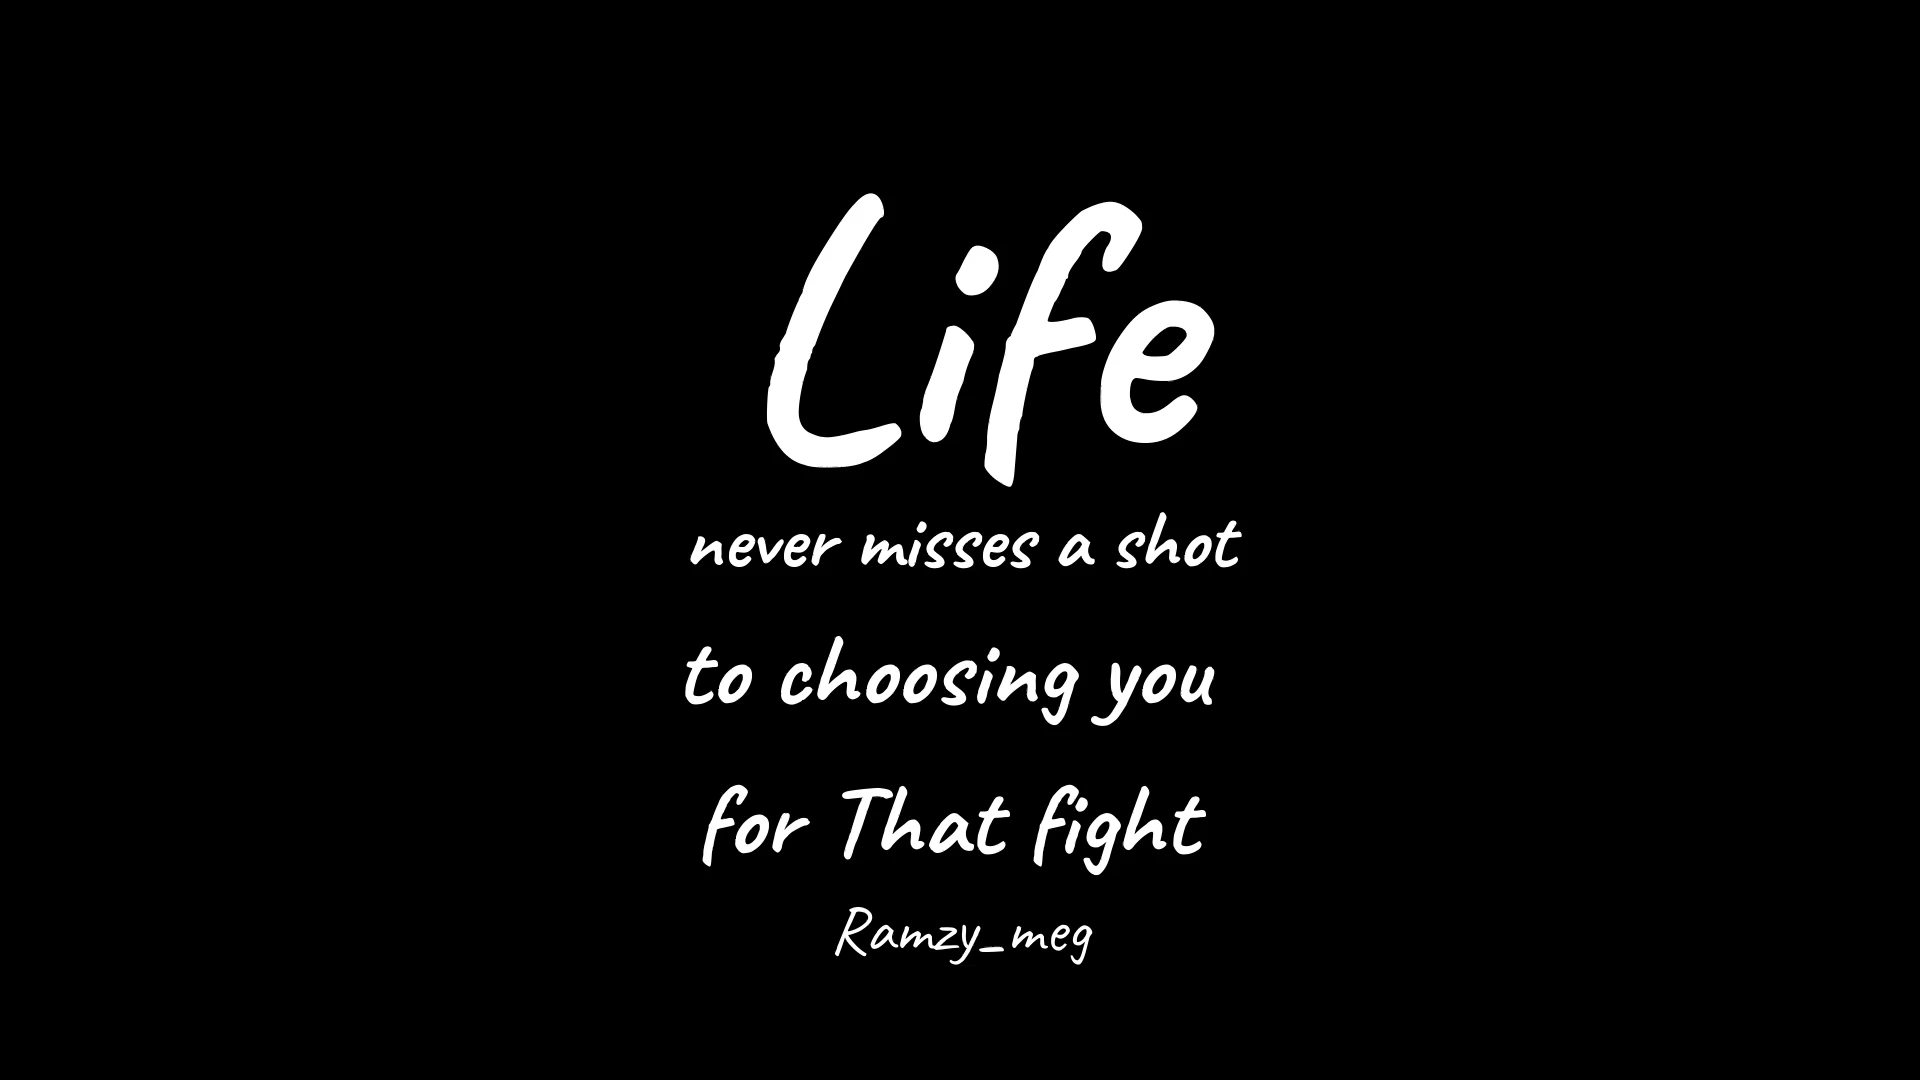 Life
never misses a shot
to choosing you
for That fight
Ramzy_meg